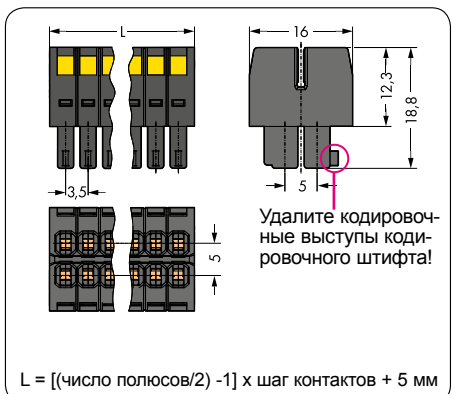 L
16
12,3
18,8
3,5
5
Удалите кодировоч-
ные выступы коди-
ровочного штифта!
5
L = [(число полюсов/2) -1] x шаг контактов + 5 мм